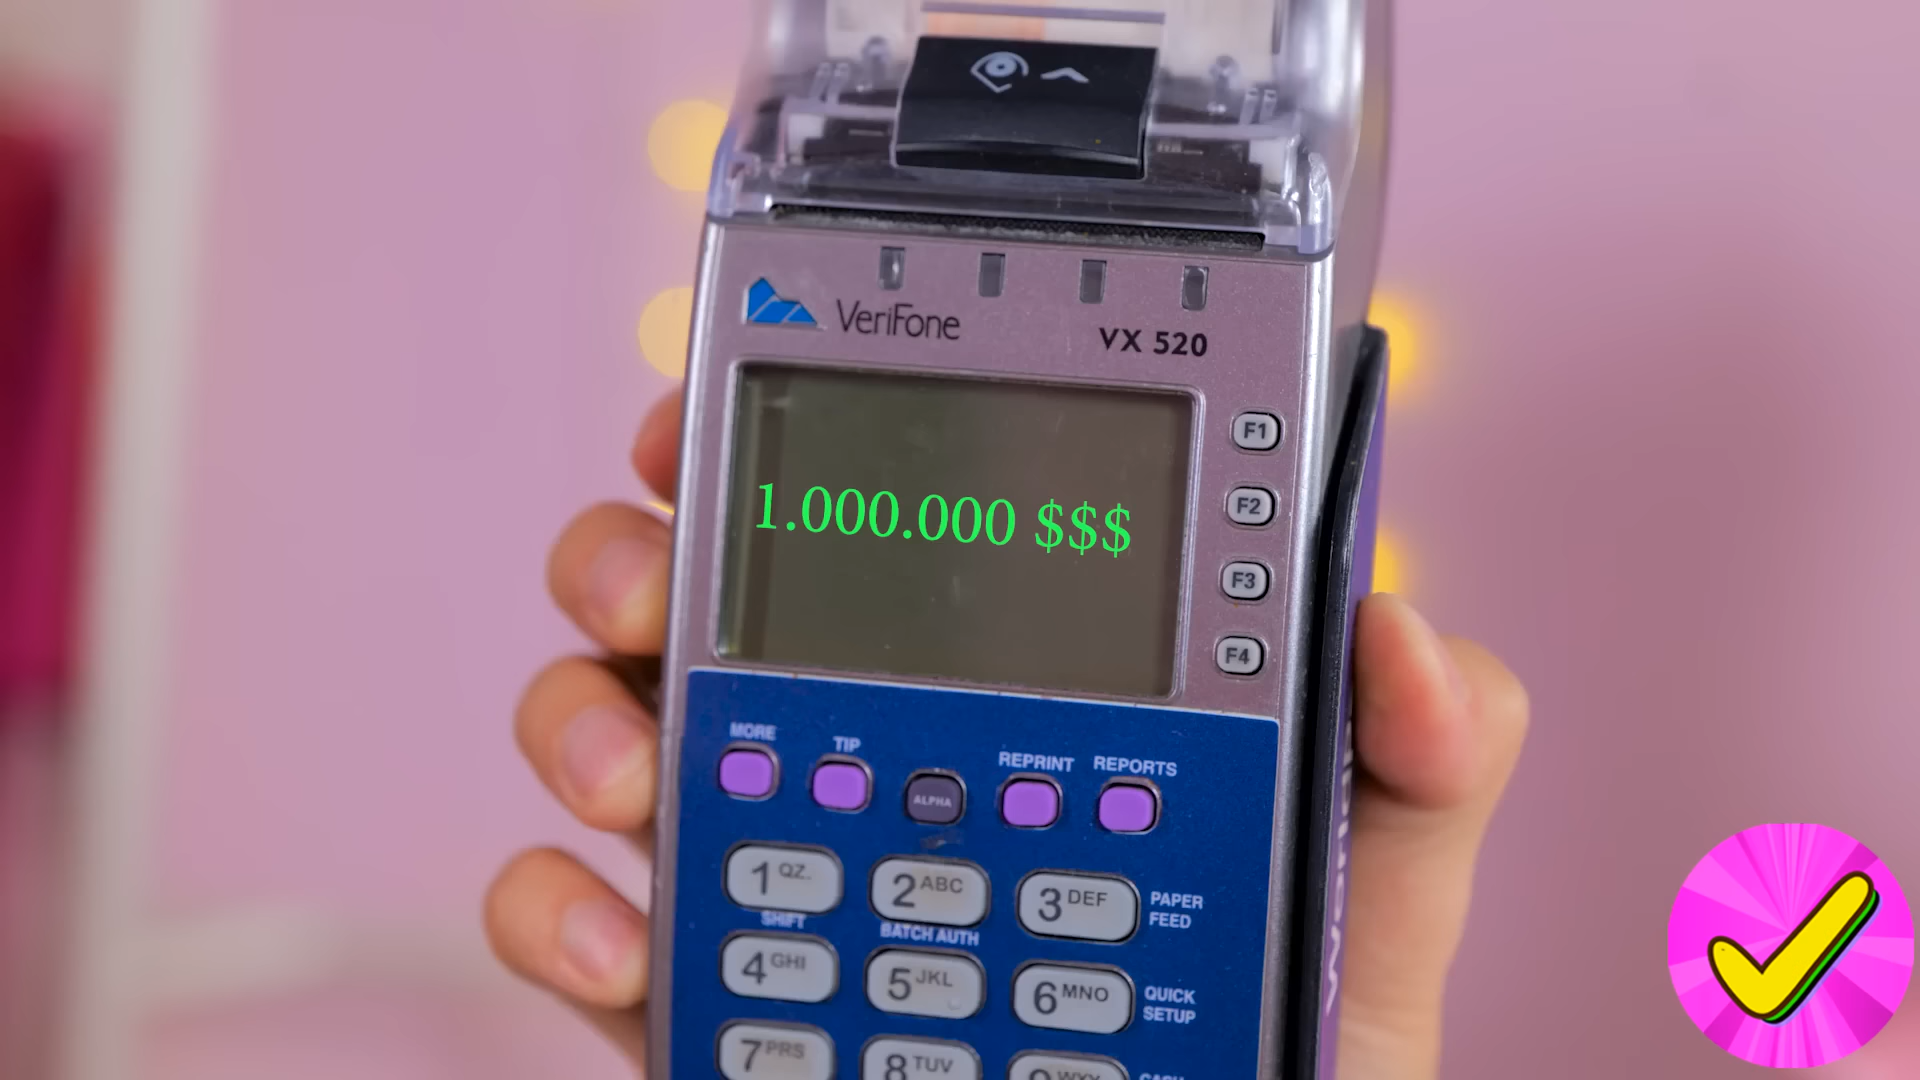 VeriFone
VX 520
F1
1.000.000 $$$
F2
F3
F4
MORE
TIP
ALPHA
REPRINT
REPORTS
1 QZ.
2 ABC
3 DEF
PAPER
FEED
SHIFT
BATCH AUTH
4 GHI
5 JKL
6 MNO
QUICK
SETUP
7 PRS
8 TUV
9 WXY